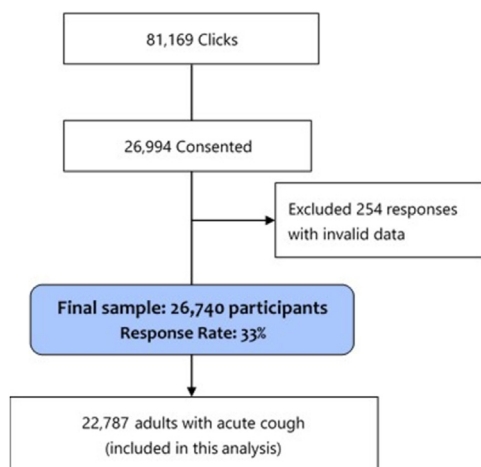 81,169 Clicks
26,994 Consented
Excluded 254 responses
with invalid data
Final sample: 26,740 participants
Response Rate: 33%
22,787 adults with acute cough
(included in this analysis)